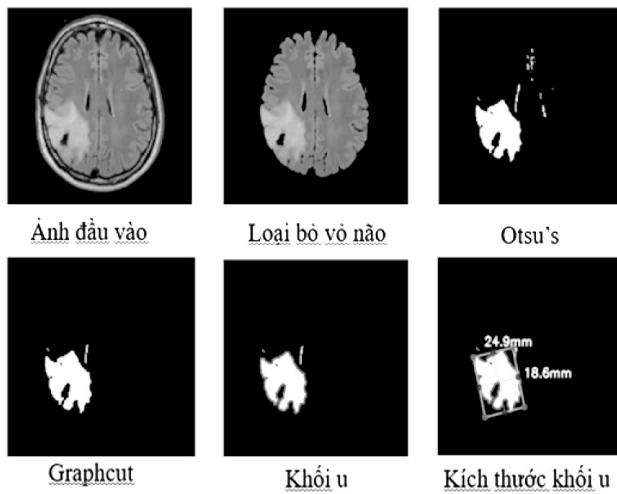 Ảnh đầu vào
Loại bỏ vỏ não
Otsu's
24.9mm
18.6mm
Graphcut
Khối u
Kích thước khối u